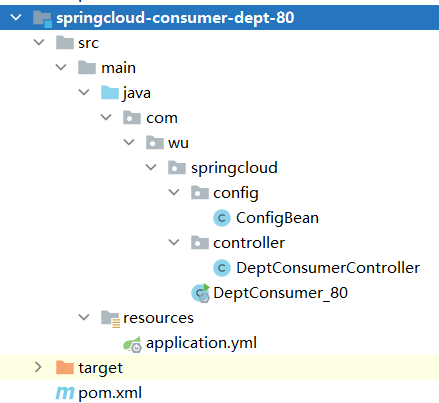 springcloud-consumer-dept-80
src
main
java
com
wu
springcloud
config
ConfigBean
controller
DeptConsumerController
DeptConsumer_80
resources
application.yml
target
pom.xml